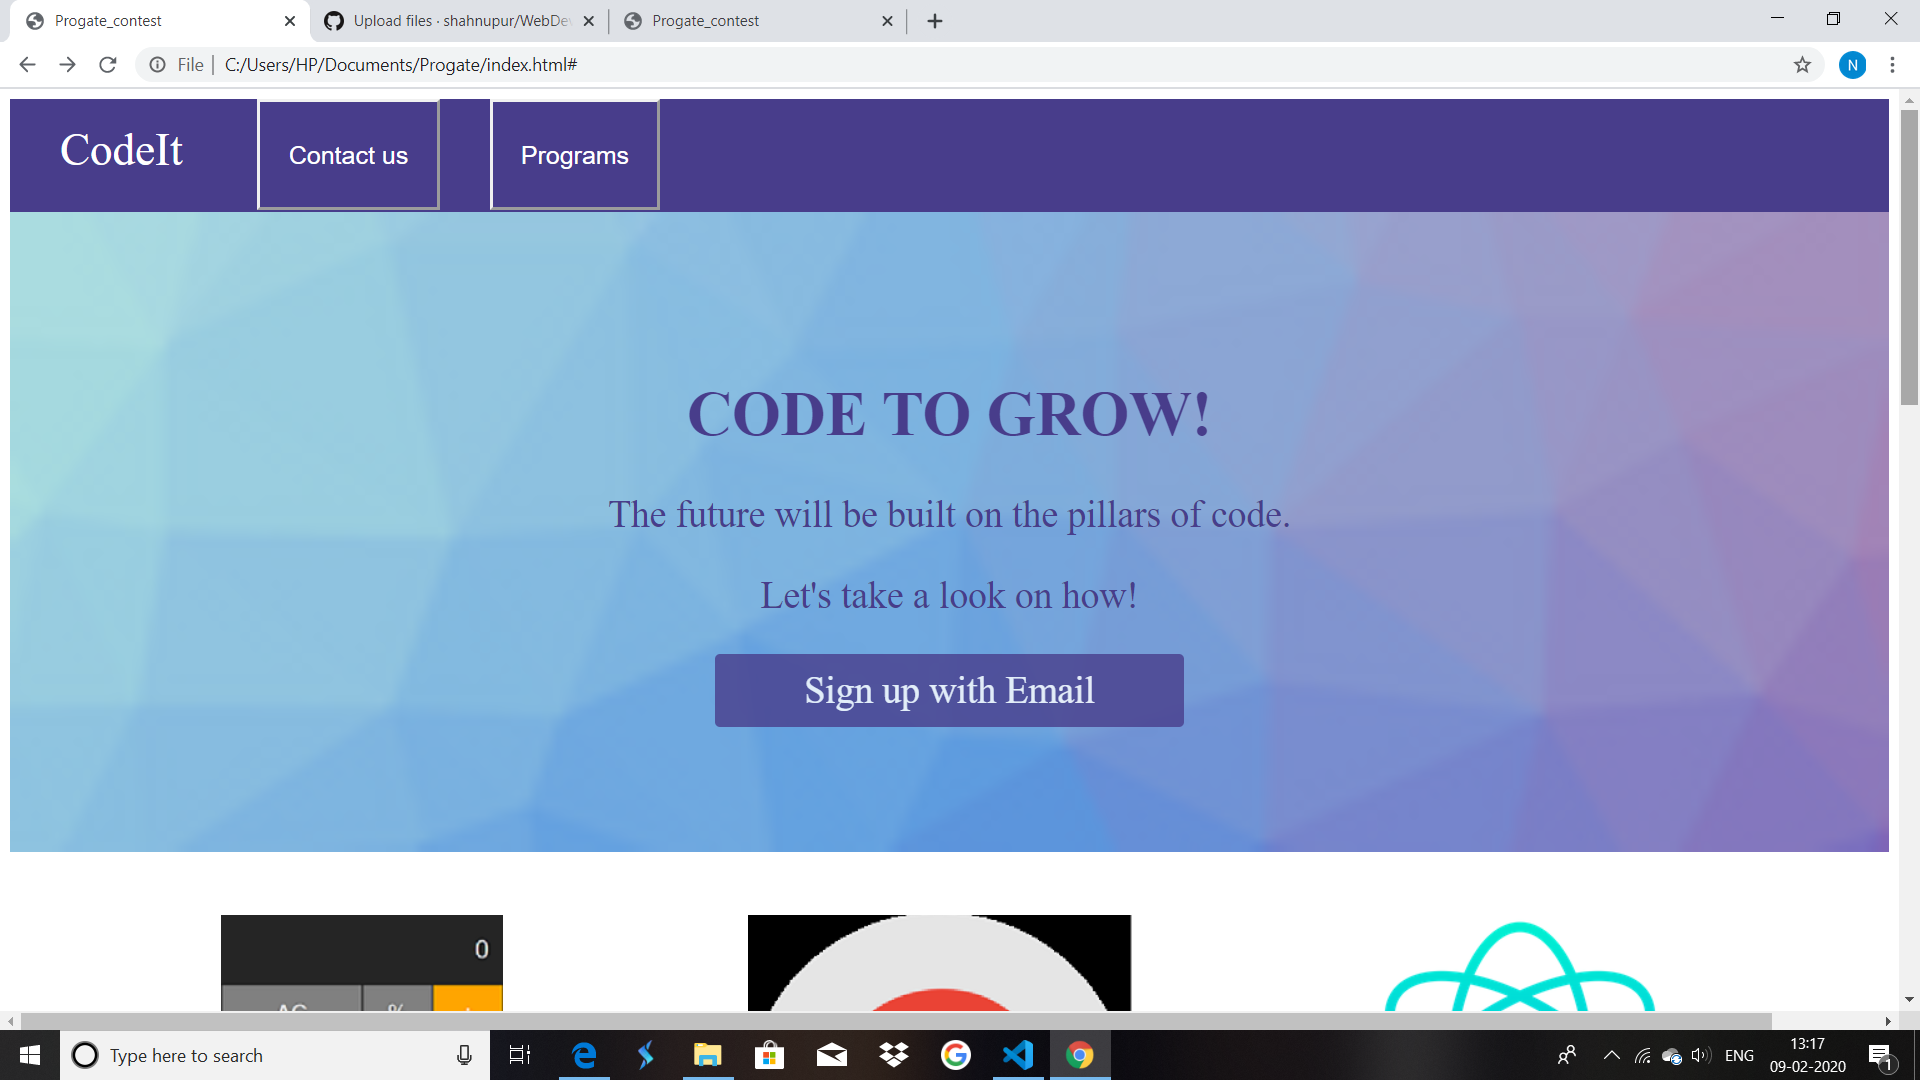 Progate_contest
Upload files · shahnupur/WebDe
Progate_contest
File
C:/Users/HP/Documents/Progate/index.html#
N
CodeIt
Contact us
Programs
CODE TO GROW!
The future will be built on the pillars of code.
Let's take a look on how!
Sign up with Email
0
AC
%
Type here to search
ENG
13:17
09-02-2020
1